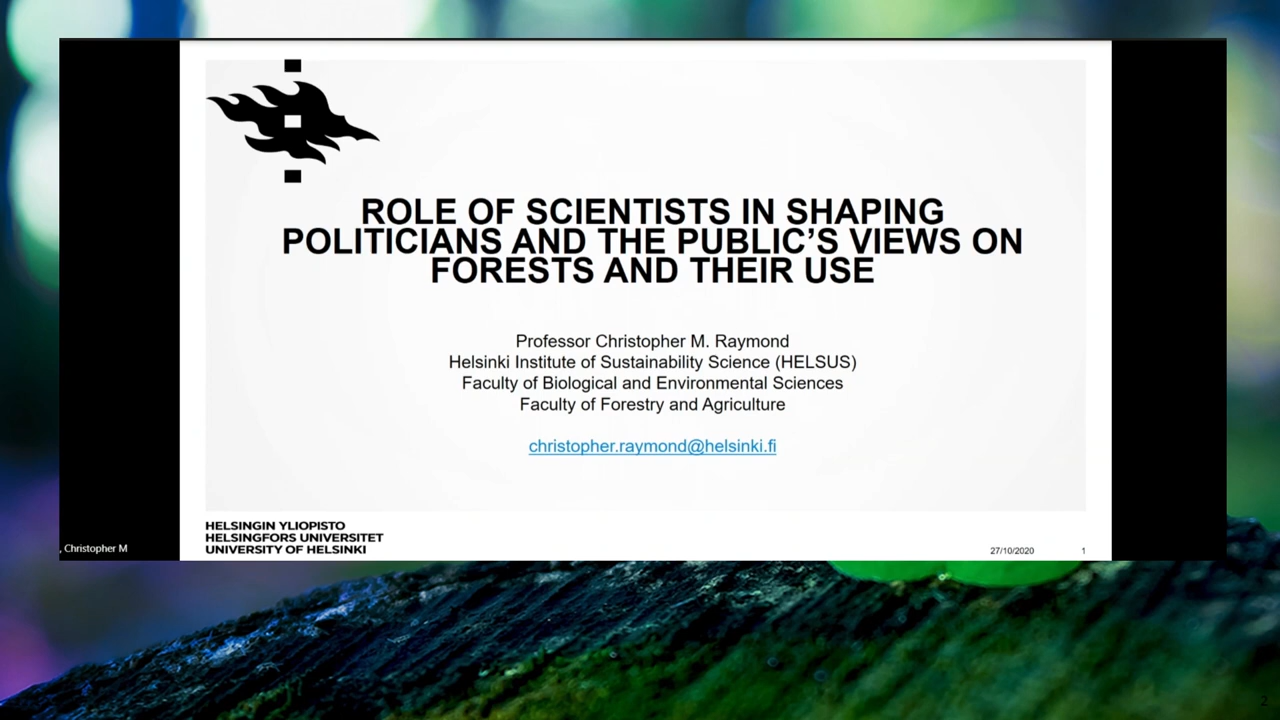 ROLE OF SCIENTISTS IN SHAPING
POLITICIANS AND THE PUBLIC’S VIEWS ON
FORESTS AND THEIR USE
Professor Christopher M. Raymond
Helsinki Institute of Sustainability Science (HELSUS)
Faculty of Biological and Environmental Sciences
Faculty of Forestry and Agriculture
christopher.raymond@helsinki.fi
HELSINGIN YLIOPISTO
HELSINGFORS UNIVERSITET
UNIVERSITY OF HELSINKI
, Christopher M
27/10/2020
1
2